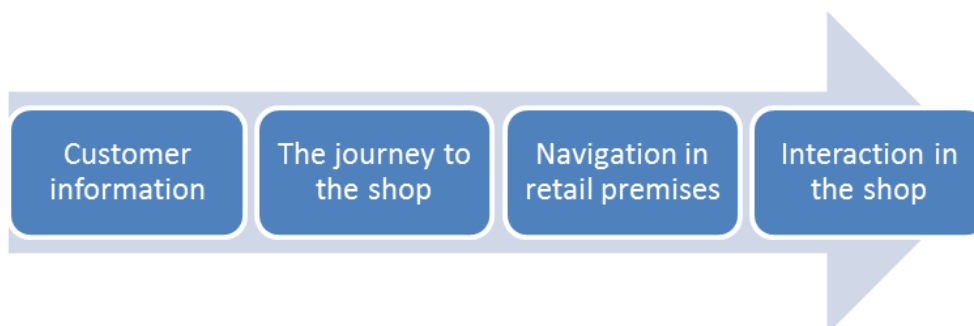 Customer
information
The journey to
the shop
Navigation in
retail premises
Interaction in
the shop